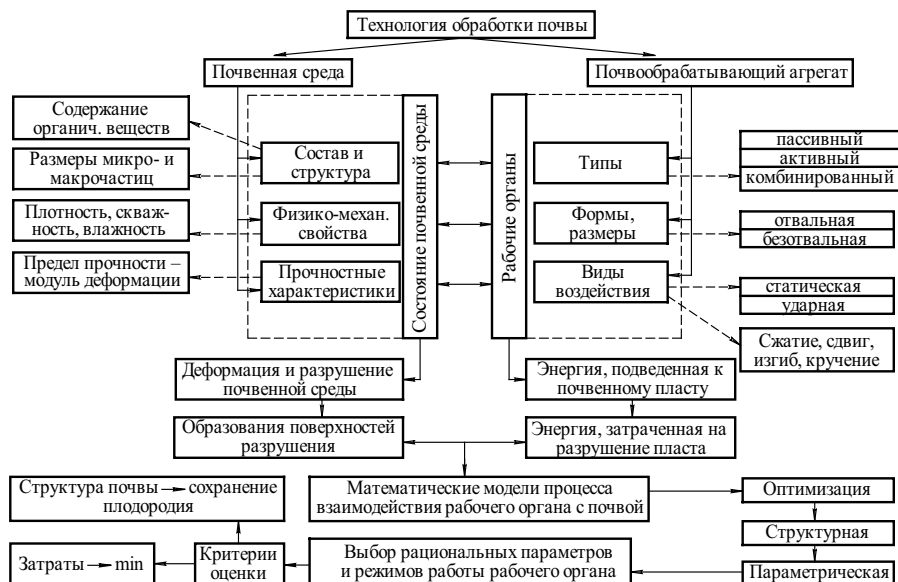 Технология обработки почвы
Почвенная среда
Почвообрабатывающий агрегат
Содержание
органич. веществ
Размеры микро- и
макрочастиц
Плотность, скваж-
ность, влажность
Предел прочности –
модуль деформации
Состав и
структура
Физико-механ.
свойства
Прочностные
характеристики
Состояние почвенной среды
Рабочие органы
Типы
Формы,
размеры
Виды
воздействия
пассивный
активный
комбинированный
отвальная
безотвальная
статическая
ударная
Сжатие, сдвиг,
изгиб, кручение
Деформация и разрушение
почвенной среды
Энергия, подведенная к
почвенному пласту
Образования поверхностей
разрушения
Энергия, затраченная на
разрушение пласта
Структура почвы → сохранение
плодородия
Математические модели процесса
взаимодействия рабочего органа с почвой
Оптимизация
Структурная
Параметрическая
Выбор рациональных параметров
и режимов работы рабочего органа
Критерии
оценки
Затраты → min